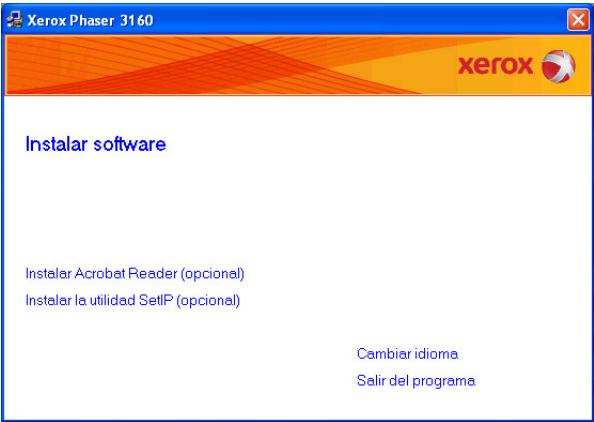 Xerox Phaser 3160
xerox
Instalar software
Instalar Acrobat Reader (opcional)
Instalar la utilidad SetIP (opcional)
Cambiar idioma
Salir del programa